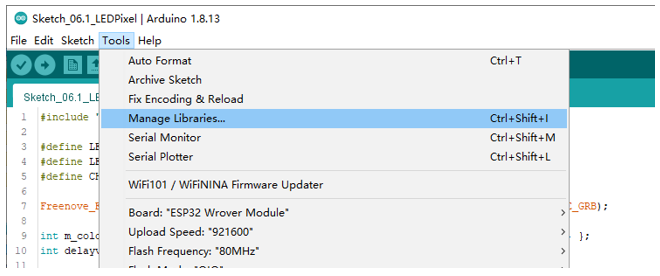 Sketch_06.1_LEDPixel | Arduino 1.8.13
File Edit Sketch Tools Help
Auto Format Ctrl+T
Archive Sketch
Sketch_06.1_LE
Fix Encoding & Reload
1 #include "
Manage Libraries... Ctrl+Shift+I
2
Serial Monitor Ctrl+Shift+M
3 #define LE
4 #define LE
Serial Plotter Ctrl+Shift+L
5 #define CH
6
WiFi101 / WiFiNINA Firmware Updater
7 Freenove_E _GRB);
8
Board: "ESP32 Wrover Module"
9 int m_colo };
Upload Speed: "921600"
10 int delayv
Flash Frequency: "80MHz"
11